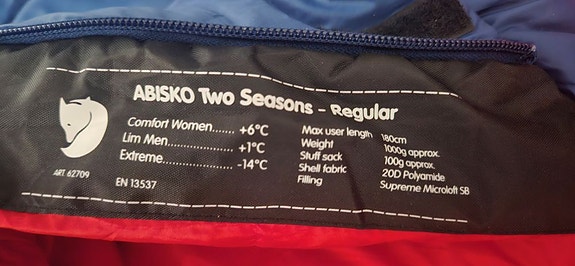 ABISKO Two Seasons - Regular
Comfort Women...... +6°C
Lim Men.................. +1°C
Extreme.................... -14°C
Max user length 180cm
Weight 1000g approx.
Stuff sack 100g approx.
Shell fabric 20D Polyamide
Filling Supreme Microloft SB
ART. 62709
EN 13537